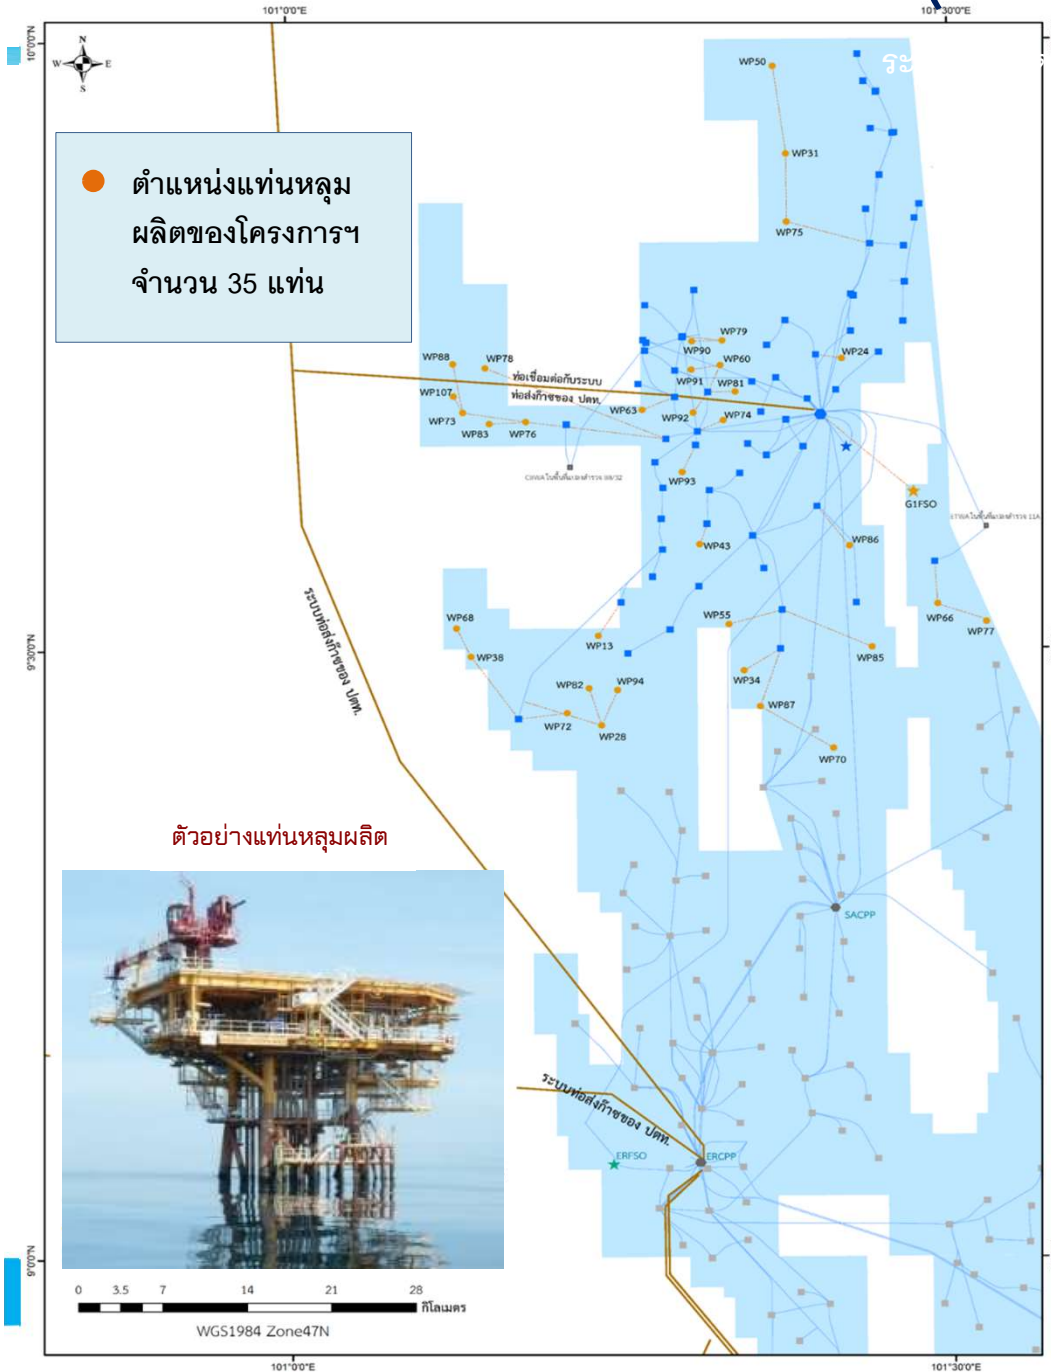 101°0'0"E
101°30'0"E
10°0'0"N
N
W E
S
ตำแหน่งแท่นหลุม
ผลิตของโครงการฯ
จำนวน 35 แท่น
WP50
WP31
WP75
WP79
WP90
WP60
WP24
WP88
WP78
WP91
WP81
ท่อเชื่อมต่อกับระบบ
ท่อส่งก๊าซของ ปตท.
WP107
WP63
WP92
WP74
WP73
WP83
WP76
WP93
G1FSO
WP43
WP86
WP66
WP77
ระบบท่อส่งก๊าซของ ปตท.
WP68
WP55
WP13
WP38
WP85
9°30'0"N
WP34
WP82
WP94
WP87
WP72
WP28
WP70
ตัวอย่างแท่นหลุมผลิต
SACPP
ระบบท่อส่งก๊าซของ ปตท.
ERFSO
ERCPP
9°0'0"N
0 3.5 7 14 21 28
กิโลเมตร
WGS1984 Zone47N
101°0'0"E
101°30'0"E